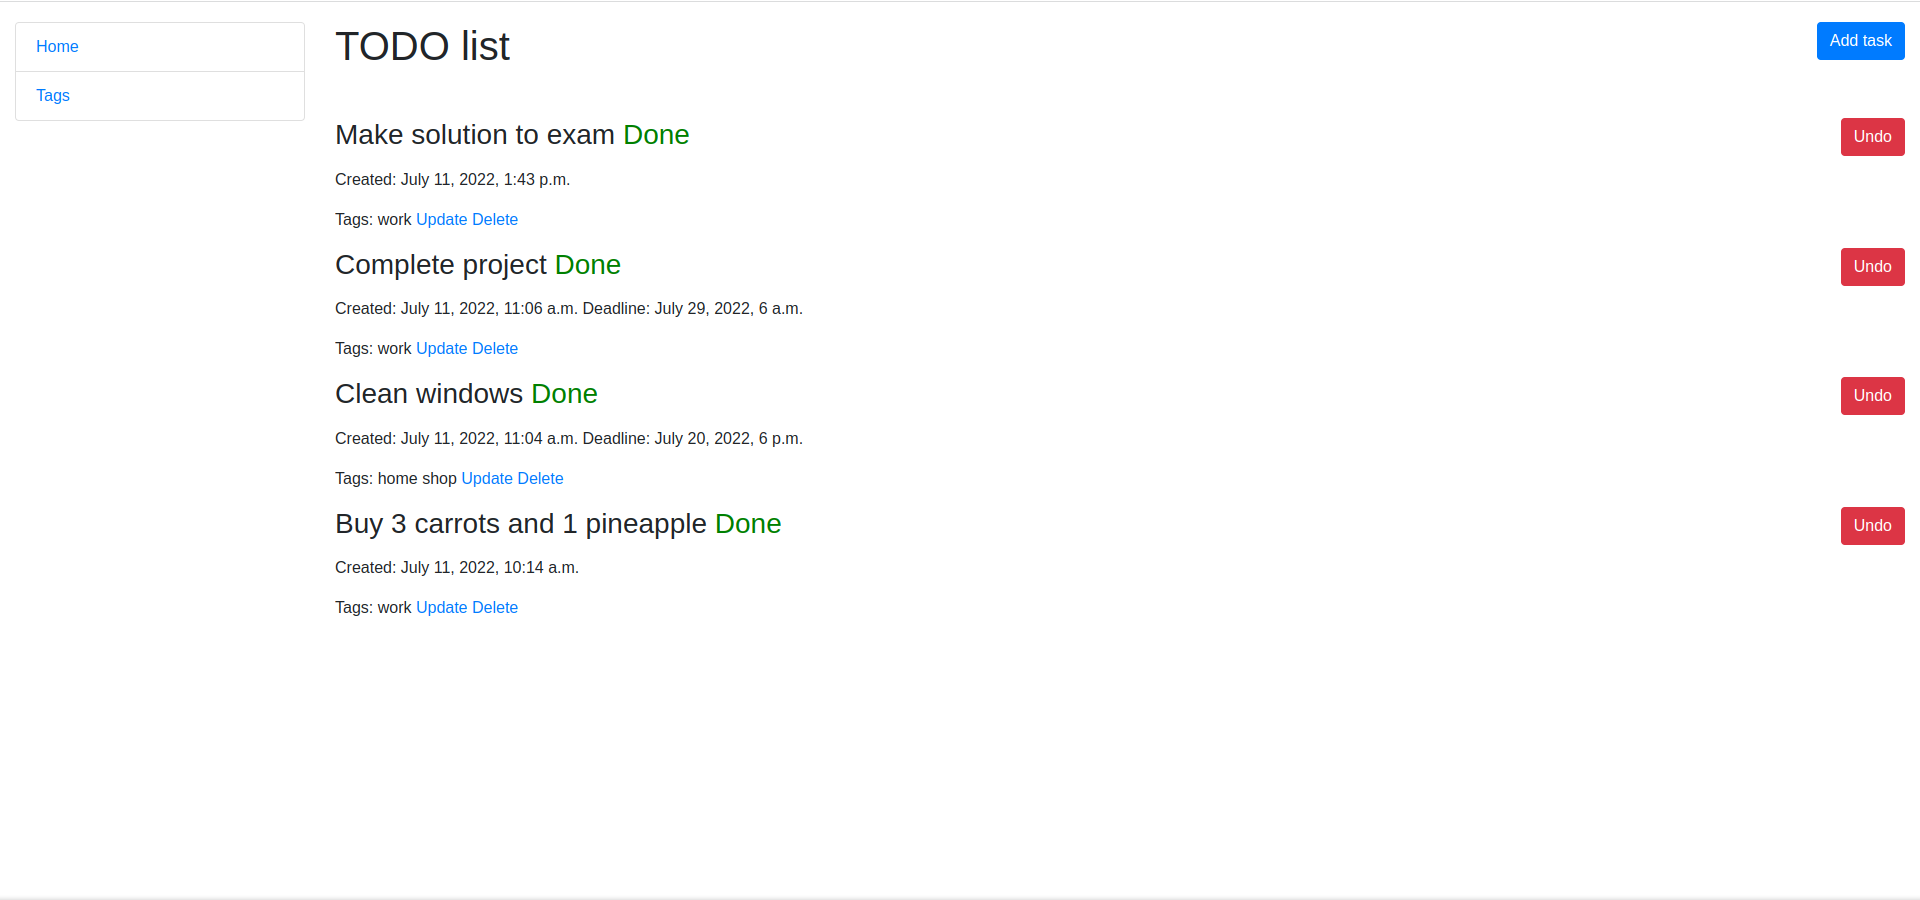 Home
Tags
TODO list
Add task
Make solution to exam Done
Undo
Created: July 11, 2022, 1:43 p.m.
Tags: work Update Delete
Complete project Done
Undo
Created: July 11, 2022, 11:06 a.m. Deadline: July 29, 2022, 6 a.m.
Tags: work Update Delete
Clean windows Done
Undo
Created: July 11, 2022, 11:04 a.m. Deadline: July 20, 2022, 6 p.m.
Tags: home shop Update Delete
Buy 3 carrots and 1 pineapple Done
Undo
Created: July 11, 2022, 10:14 a.m.
Tags: work Update Delete